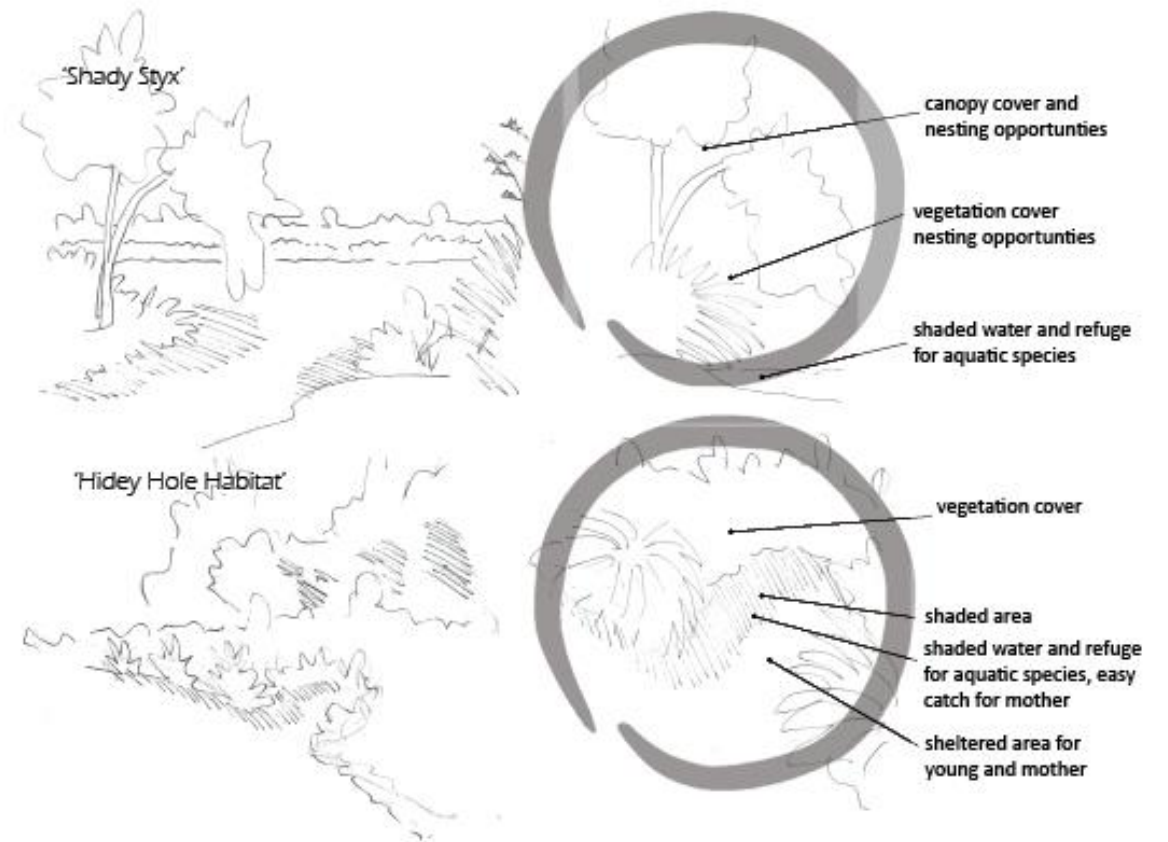 'Shady Styx'
canopy cover and
nesting opportunties
vegetation cover
nesting opportunties
shaded water and refuge
for aquatic species
'Hidey Hole Habitat'
vegetation cover
shaded area
shaded water and refuge
for aquatic species, easy
catch for mother
sheltered area for
young and mother